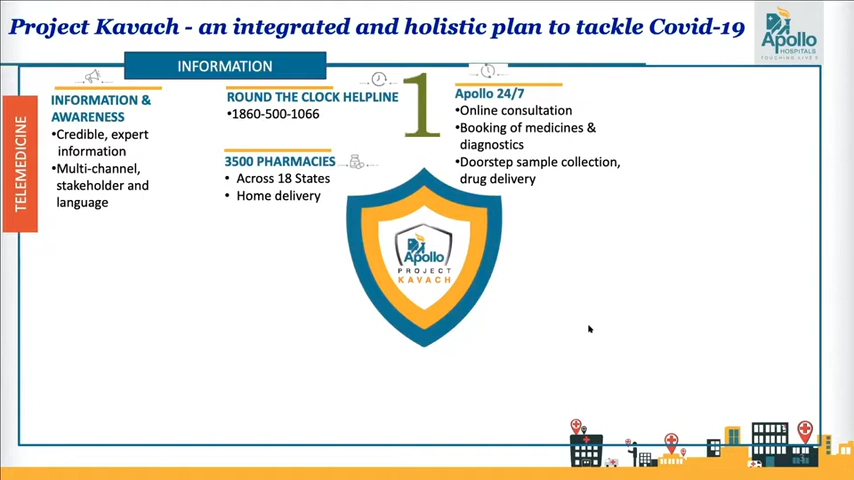 Project Kavach - an integrated and holistic plan to tackle Covid-19
Apollo
HOSPITALS
TOUCHING LIVES
INFORMATION
TELEMEDICINE
INFORMATION &
AWARENESS
•Credible, expert
information
•Multi-channel,
stakeholder and
language
ROUND THE CLOCK HELPLINE
•1860-500-1066
3500 PHARMACIES
• Across 18 States
• Home delivery
1
Apollo 24/7
•Online consultation
•Booking of medicines &
diagnostics
•Doorstep sample collection,
drug delivery
Apollo
PROJECT
KAVACH